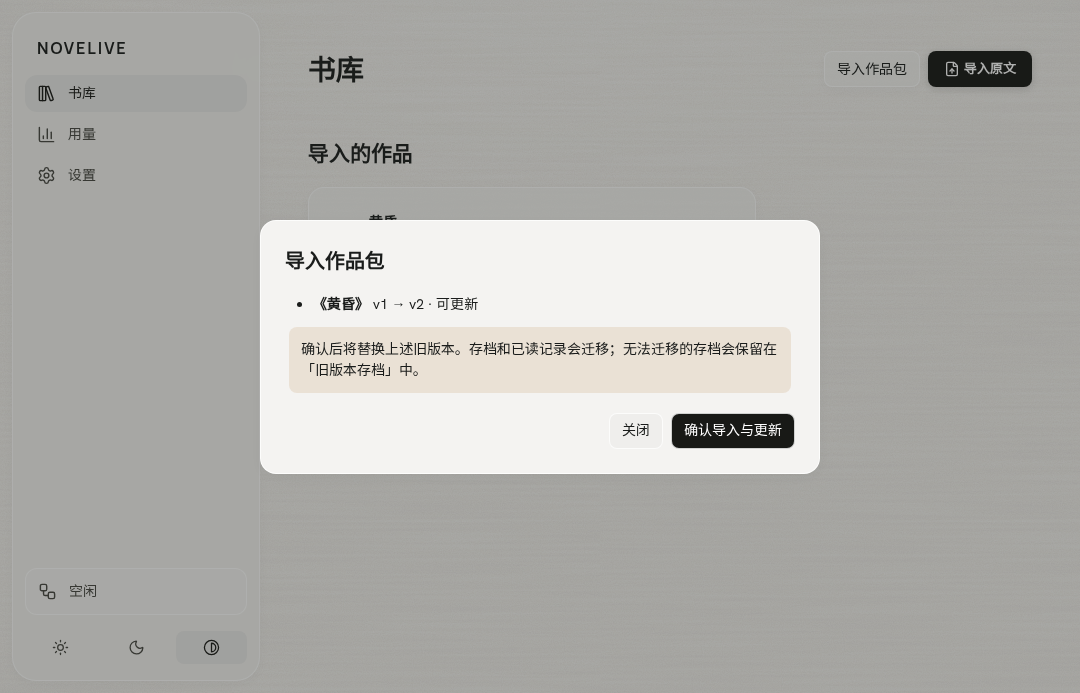 NOVELIVE
书库
用量
设置
空闲
书库
导入作品包
导入原文
导入的作品
黄昏
导入作品包
《黄昏》 v1 → v2 · 可更新
确认后将替换上述旧版本。存档和已读记录会迁移；无法迁移的存档会保留在
「旧版本存档」中。
关闭
确认导入与更新